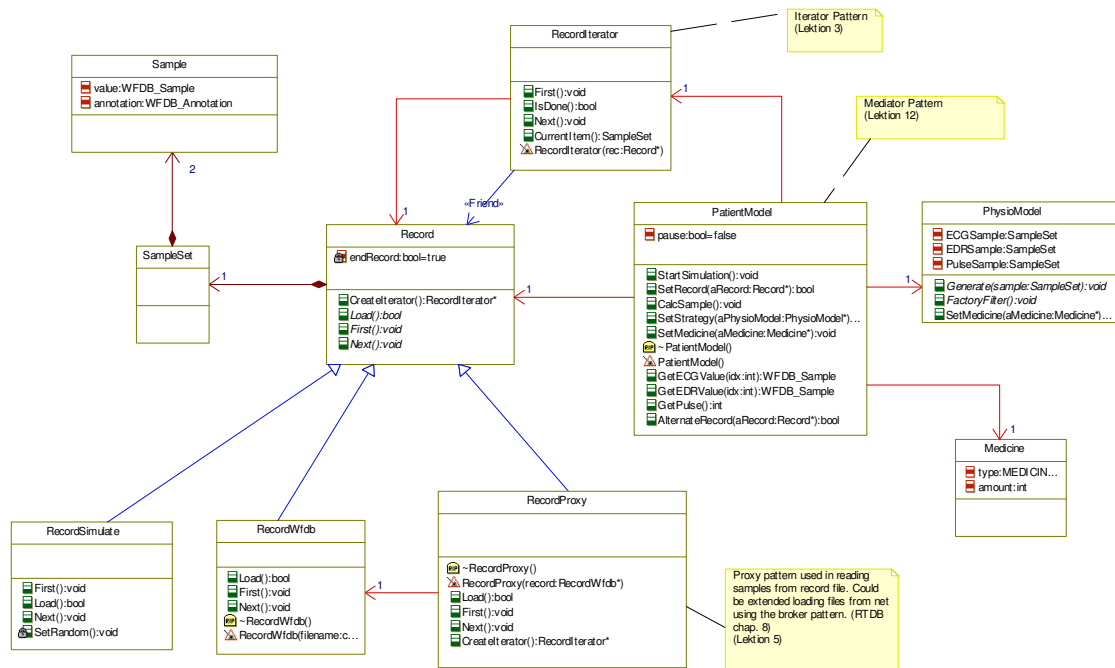 Iterator Pattern
(Lektion 3)
RecordIterator
First():void
IsDone():bool
Next():void
CurrentItem():SampleSet
RecordIterator(rec:Record*)
Sample
value:WFDB_Sample
annotation:WFDB_Annotation
2
1
Mediator Pattern
(Lektion 12)
«Friend»
1
Record
endRecord:bool=true
CreateIterator():RecordIterator*
Load():bool
First():void
Next():void
SampleSet
1
1
PatientModel
pause:bool=false
StartSimulation():void
SetRecord(aRecord:Record*):bool
CalcSample():void
SetStrategy(aPhysioModel:PhysioModel*)...
SetMedicine(aMedicine:Medicine*):void
~PatientModel()
PatientModel()
GetECGValue(idx:int):WFDB_Sample
GetEDRValue(idx:int):WFDB_Sample
GetPulse():int
AlternateRecord(aRecord:Record*):bool
1
PhysioModel
ECGSample:SampleSet
EDRSample:SampleSet
PulseSample:SampleSet
Generate(sample:SampleSet):void
FactoryFilter():void
SetMedicine(aMedicine:Medicine*)...
1
Medicine
type:MEDICIN...
amount:int
RecordSimulate
First():void
Load():bool
Next():void
SetRandom():void
RecordWfdb
Load():bool
First():void
Next():void
~RecordWfdb()
RecordWfdb(filename:c...
1
RecordProxy
~RecordProxy()
RecordProxy(record:RecordWfdb*)
Load():bool
First():void
Next():void
CreateIterator():RecordIterator*
Proxy pattern used in reading
samples from record file. Could
be extended loading files from net
using the broker pattern. (RTDB
chap. 8)
(Lektion 5)